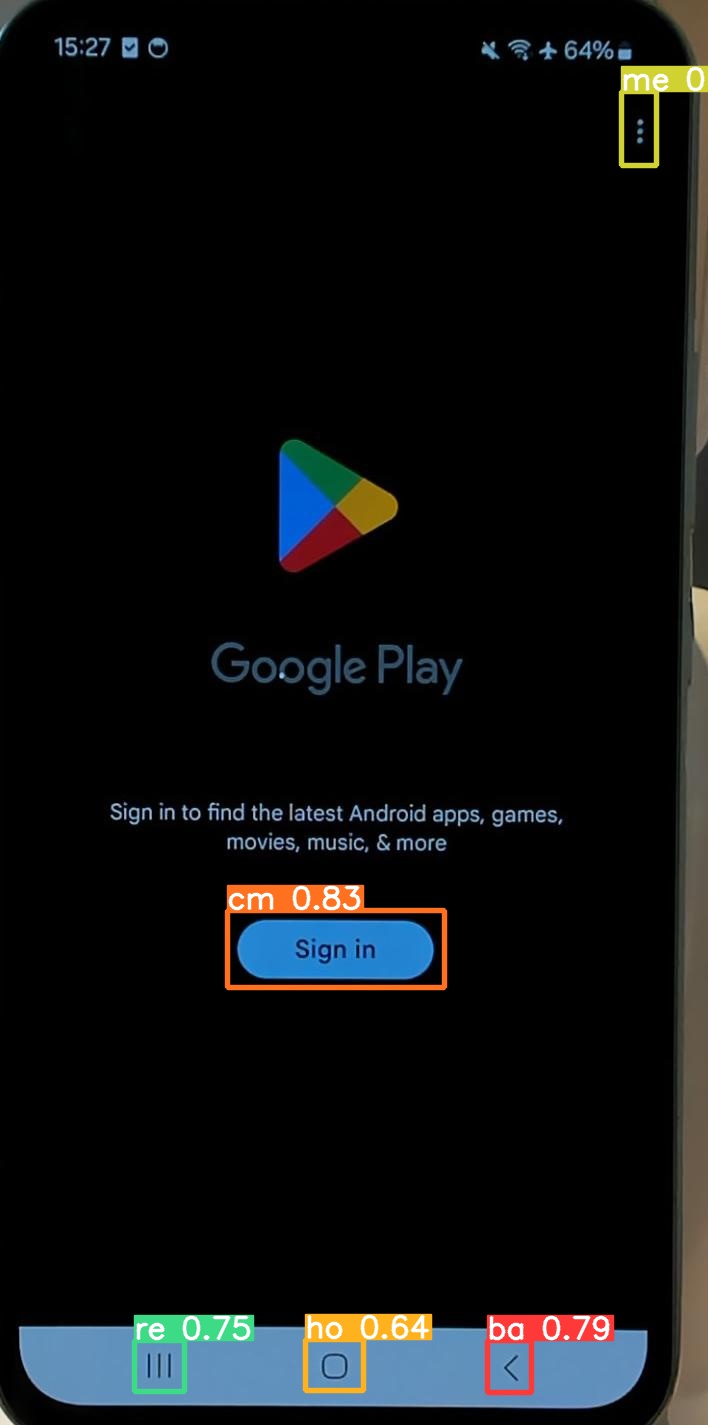 15:27 64%
me 0
Google Play
Sign in to find the latest Android apps, games,
movies, music, & more
cm 0.83
Sign in
re 0.75 ho 0.64 ba 0.79